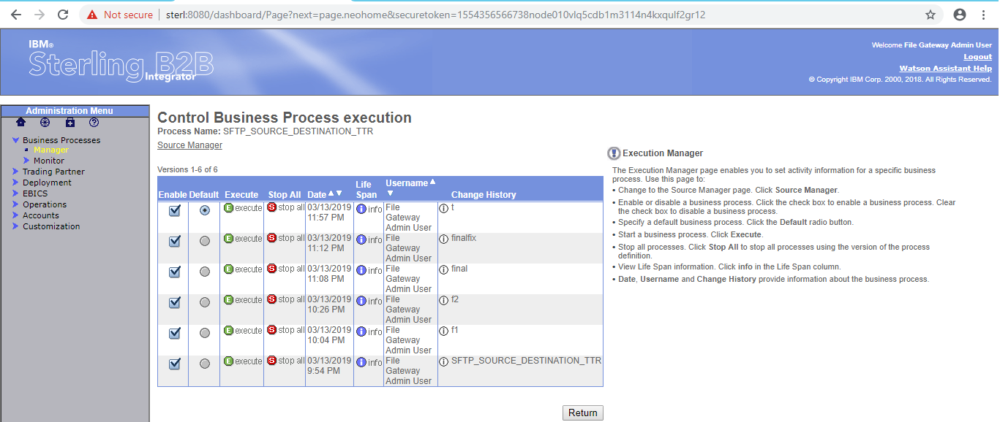 Not secure
sterl:8080/dashboard/Page?next=page.neohome&securetoken=1554356566738node010vlq5cdb1m3114n4kxqulf2gr12
IBM®
Sterling B2B
Integrator
Welcome File Gateway Admin User
Logout
Watson Assistant Help
© Copyright IBM Corp. 2000, 2018. All Rights Reserved.
Administration Menu
Business Processes
Manager
Monitor
Trading Partner
Deployment
EBICS
Operations
Accounts
Customization
Control Business Process execution
Process Name: SFTP_SOURCE_DESTINATION_TTR
Source Manager
Versions 1-6 of 6
Enable Default Execute Stop All Date Life Span Username Change History
E execute S stop all 03/13/2019 i info File i t
11:57 PM Gateway
Admin User
E execute S stop all 03/13/2019 i info File i finalfix
11:12 PM Gateway
Admin User
E execute S stop all 03/13/2019 i info File i final
11:08 PM Gateway
Admin User
E execute S stop all 03/13/2019 i info File i f2
10:26 PM Gateway
Admin User
E execute S stop all 03/13/2019 i info File i f1
10:04 PM Gateway
Admin User
E execute S stop all 03/13/2019 i info File i SFTP_SOURCE_DESTINATION_TTR
9:54 PM Gateway
Admin User
Return
Execution Manager
The Execution Manager page enables you to set activity information for a specific business
process. Use this page to:
• Change to the Source Manager page. Click Source Manager.
• Enable or disable a business process. Click the check box to enable a business process. Clear
the check box to disable a business process.
• Specify a default business process. Click the Default radio button.
• Start a business process. Click Execute.
• Stop all processes. Click Stop All to stop all processes using the version of the process
definition.
• View Life Span information. Click info in the Life Span column.
• Date, Username and Change History provide information about the business process.